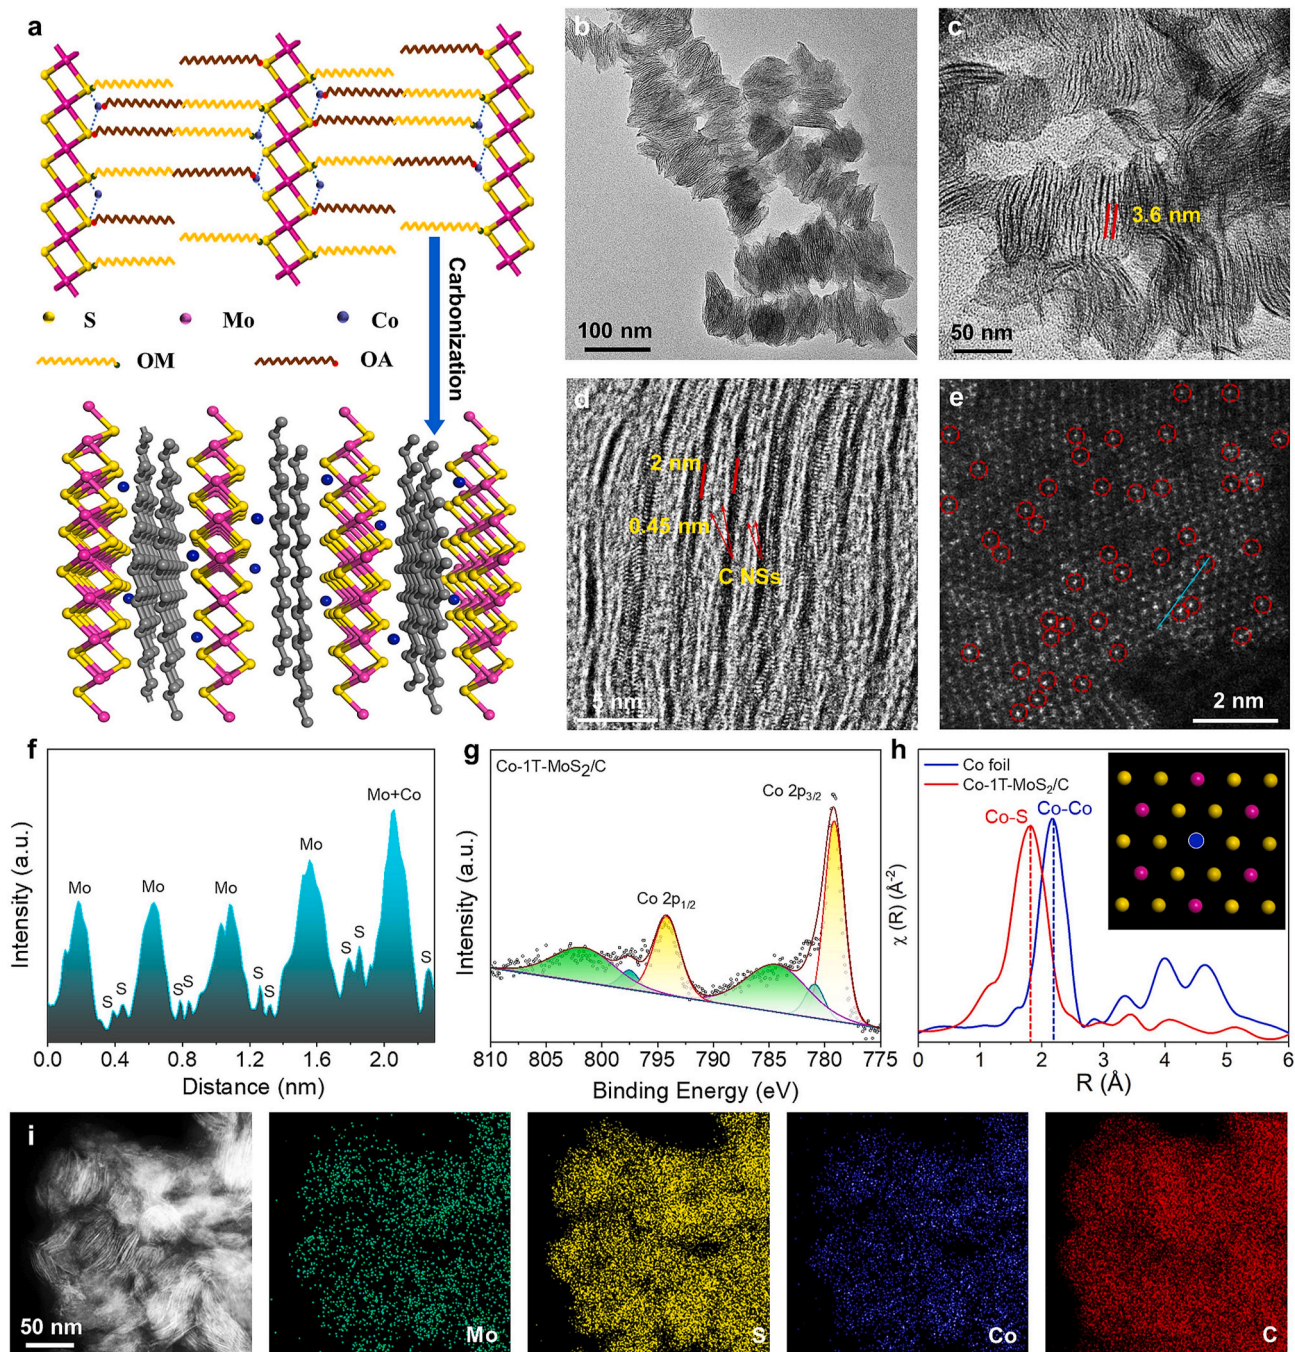 a
Carbonization
S
Mo
Co
OM
OA
b
100 nm
c
3.6 nm
50 nm
d
2 nm
0.45 nm
C NSs
5 nm
e
2 nm
f
Intensity (a.u.)
Mo
S
S
Mo
S
S
Mo
S
S
Mo
S
S
Mo+Co
S
0.0 0.4 0.8 1.2 1.6 2.0
Distance (nm)
g
Co-1T-MoS₂/C
Intensity (a.u.)
Co 2p₁/₂
Co 2p₃/₂
810 805 800 795 790 785 780 775
Binding Energy (eV)
h
Co foil
Co-1T-MoS₂/C
Co-S
Co-Co
χ (R) (Å⁻²)
0 1 2 3 4 5 6
R (Å)
i
50 nm
Mo
S
Co
C